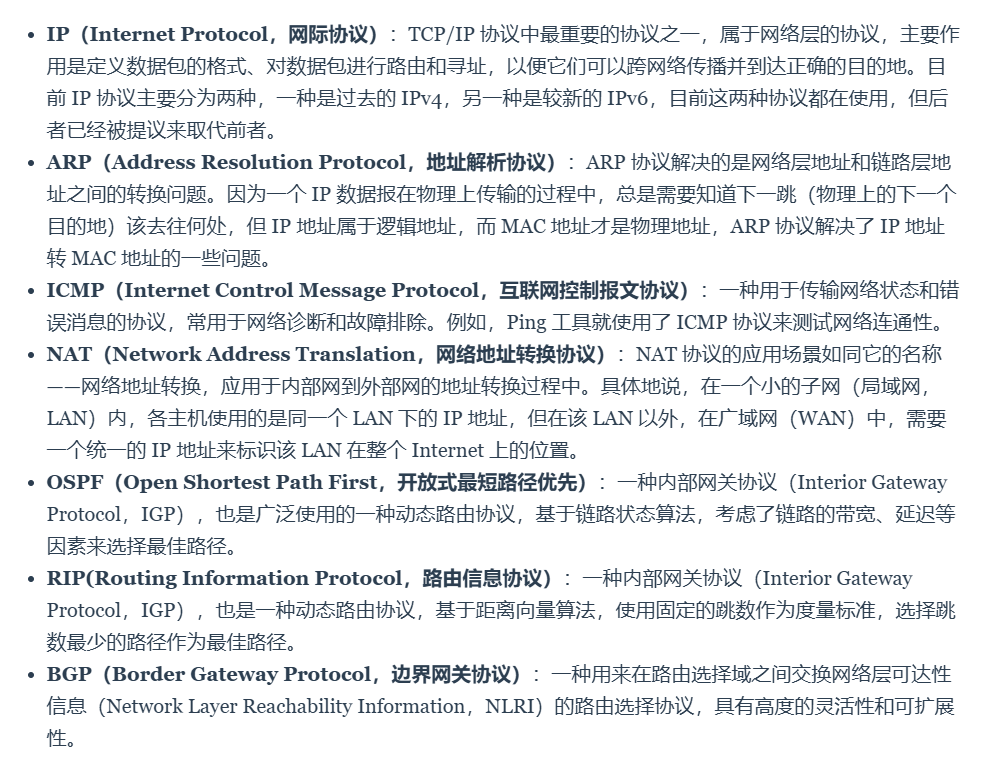 • IP（Internet Protocol，网际协议）：TCP/IP 协议中最重要的协议之一，属于网络层的协议，主要作
用是定义数据包的格式、对数据包进行路由和寻址，以便它们可以跨网络传播并到达正确的目的地。目
前 IP 协议主要分为两种，一种是过去的 IPv4，另一种是较新的 IPv6，目前这两种协议都在使用，但后
者已经被提议来取代前者。
• ARP（Address Resolution Protocol，地址解析协议）：ARP 协议解决的是网络层地址和链路层地
址之间的转换问题。因为一个 IP 数据报在物理上传输的过程中，总是需要知道下一跳（物理上的下一个
目的地）该去往何处，但 IP 地址属于逻辑地址，而 MAC 地址才是物理地址，ARP 协议解决了 IP 地址
转 MAC 地址的一些问题。
• ICMP（Internet Control Message Protocol，互联网控制报文协议）：一种用于传输网络状态和错
误消息的协议，常用于网络诊断和故障排除。例如，Ping 工具就使用了 ICMP 协议来测试网络连通性。
• NAT（Network Address Translation，网络地址转换协议）：NAT 协议的应用场景如同它的名称
——网络地址转换，应用于内部网到外部网的地址转换过程中。具体地说，在一个小的子网（局域网，
LAN）内，各主机使用的是同一个 LAN 下的 IP 地址，但在该 LAN 以外，在广域网（WAN）中，需要
一个统一的 IP 地址来标识该 LAN 在整个 Internet 上的位置。
• OSPF（Open Shortest Path First，开放式最短路径优先）：一种内部网关协议（Interior Gateway
Protocol，IGP），也是广泛使用的一种动态路由协议，基于链路状态算法，考虑了链路的带宽、延迟等
因素来选择最佳路径。
• RIP(Routing Information Protocol，路由信息协议）：一种内部网关协议（Interior Gateway
Protocol，IGP），也是一种动态路由协议，基于距离向量算法，使用固定的跳数作为度量标准，选择跳
数最少的路径作为最佳路径。
• BGP（Border Gateway Protocol，边界网关协议）：一种用来在路由选择域之间交换网络层可达性
信息（Network Layer Reachability Information，NLRI）的路由选择协议，具有高度的灵活性和可扩展
性。